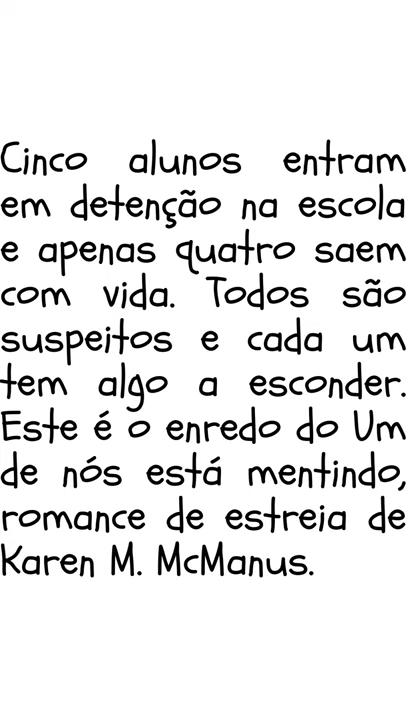 Cinco alunos entram
em detenção na escola
e apenas quatro saem
com vida. Todos são
suspeitos e cada um
tem algo a esconder.
Este é o enredo do Um
de nós está mentindo,
romance de estreia de
Karen M. McManus.